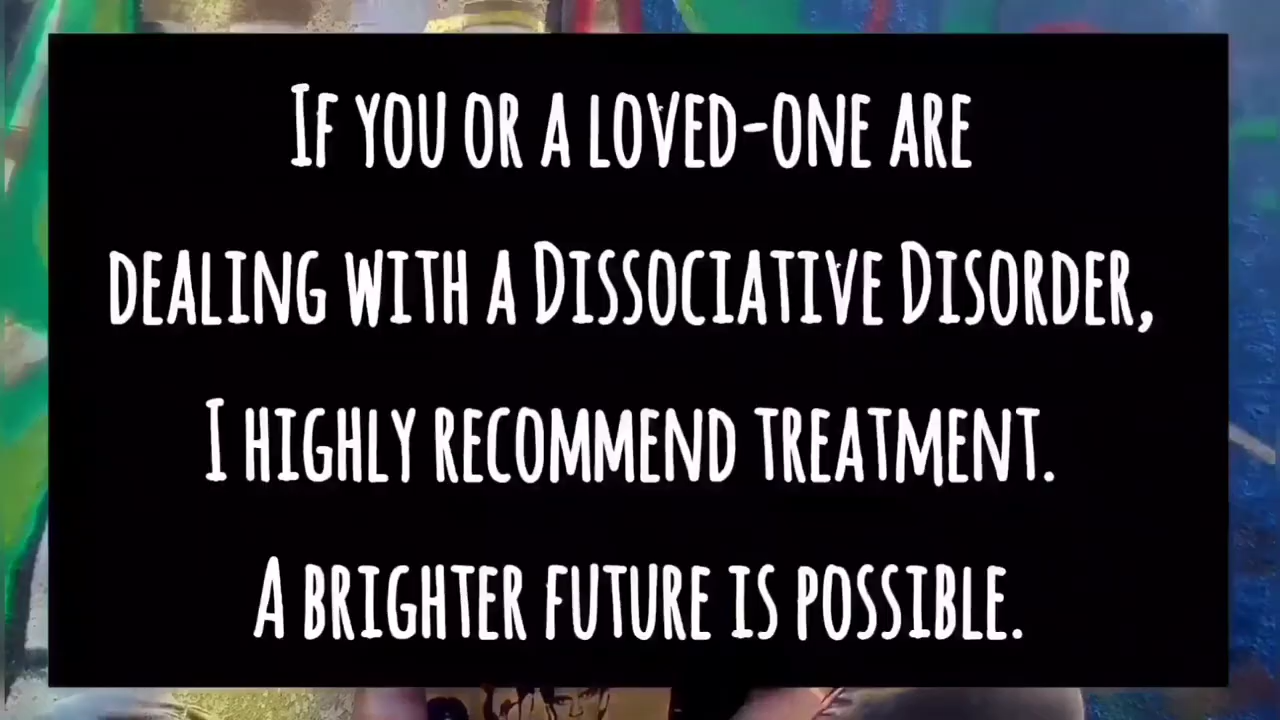 If you or a loved-one are
dealing with a Dissociative Disorder,
I highly recommend treatment.
A brighter future is possible.